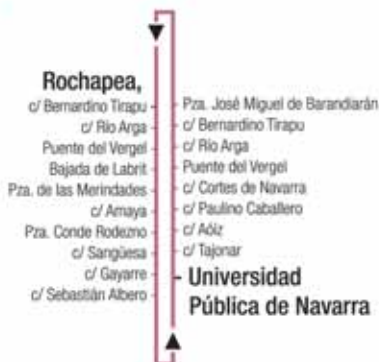 Rochapea,
c/ Bernardino Tirapu
c/ Río Arga
Puente del Vergel
Bajada de Labrit
Pza. de las Merindades
c/ Amaya
Pza. Conde Rodezno
c/ Sangüesa
c/ Gayarre
c/ Sebastián Albero
Pza. José Miguel de Barandiarán
c/ Bernardino Tirapu
c/ Río Arga
Puente del Vergel
c/ Cortes de Navarra
c/ Paulino Caballero
c/ Aóiz
c/ Tajonar
Universidad
Pública de Navarra